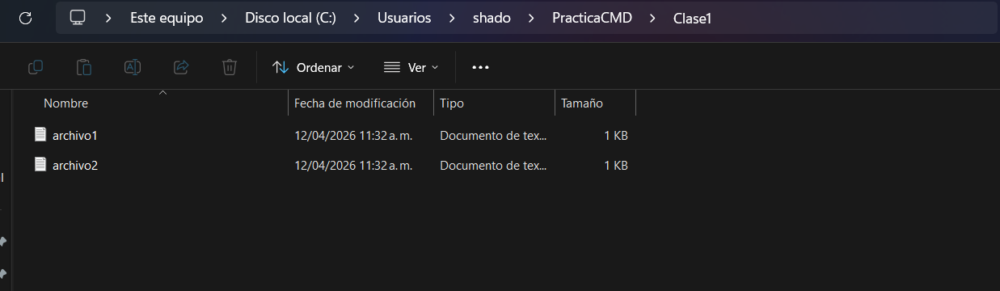 Este equipo > Disco local (C:) > Usuarios > shado > PracticaCMD > Clase1
Ordenar Ver ...
Nombre Fecha de modificación Tipo Tamaño
archivo1 12/04/2026 11:32 a. m. Documento de tex... 1 KB
archivo2 12/04/2026 11:32 a. m. Documento de tex... 1 KB